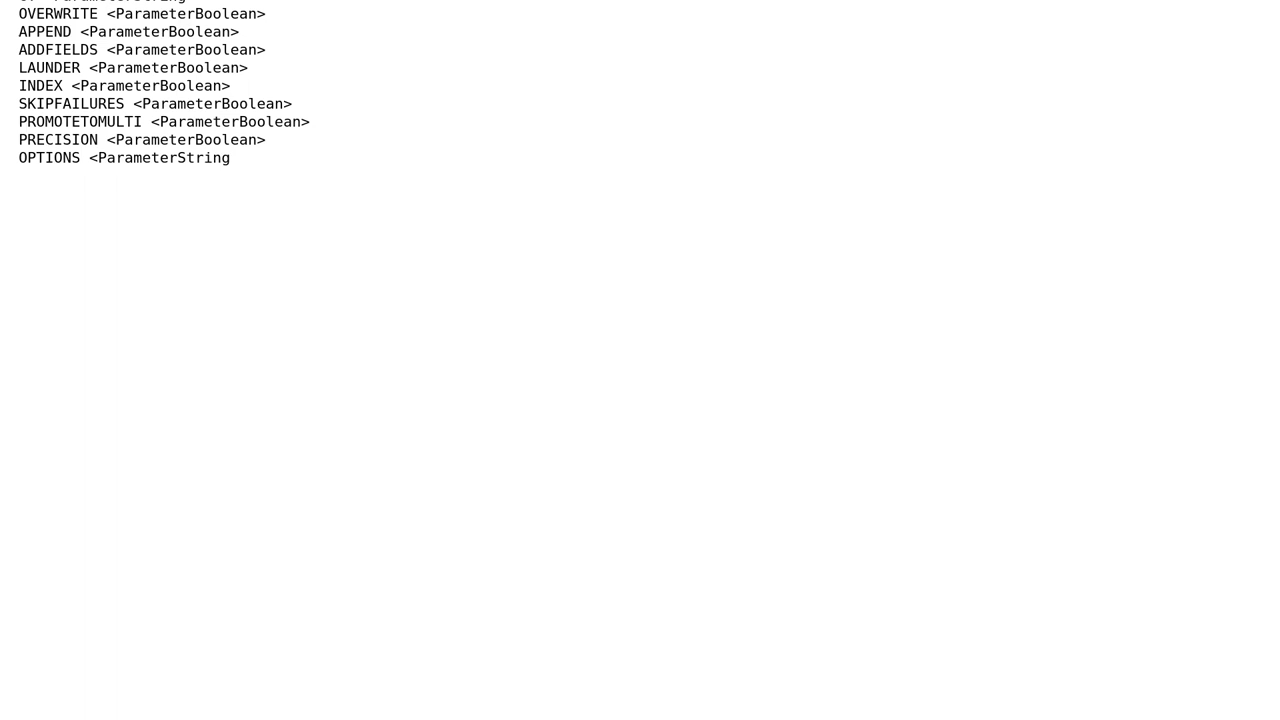 OVERWRITE <ParameterBoolean>
APPEND <ParameterBoolean>
ADDFIELDS <ParameterBoolean>
LAUNDER <ParameterBoolean>
INDEX <ParameterBoolean>
SKIPFAILURES <ParameterBoolean>
PROMOTETOMULTI <ParameterBoolean>
PRECISION <ParameterBoolean>
OPTIONS <ParameterString